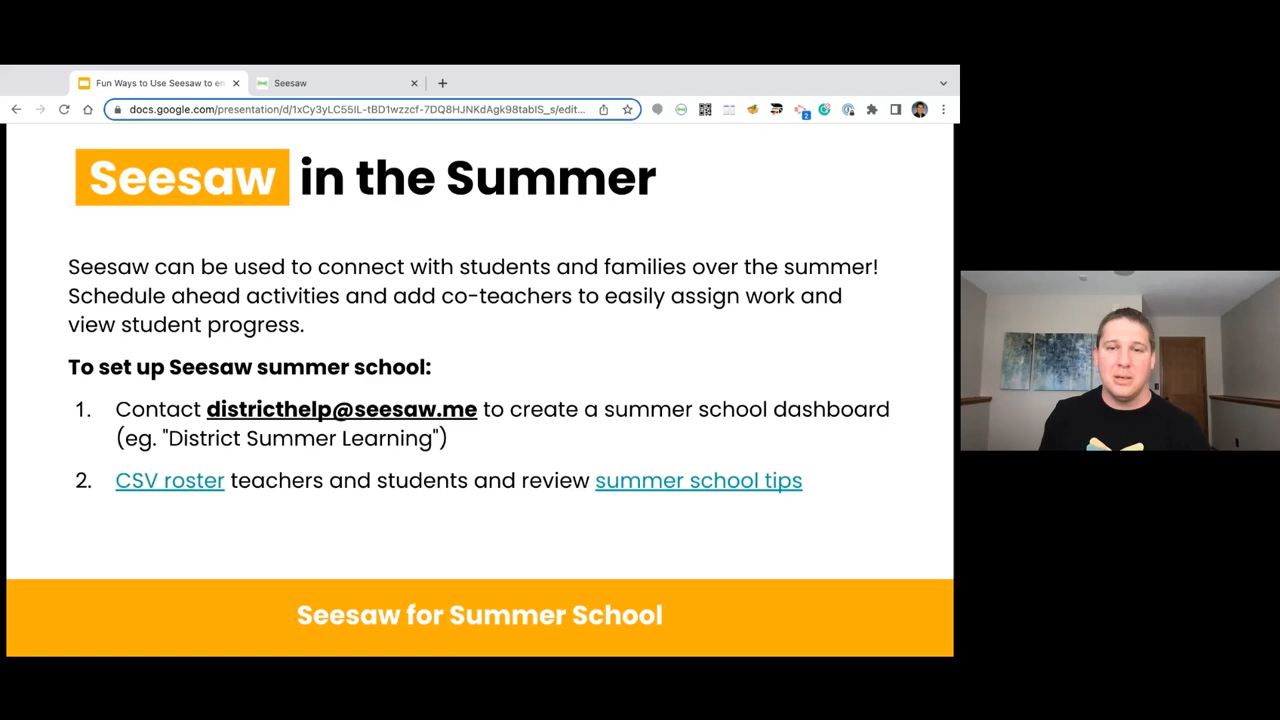 Fun Ways to Use Seesaw to en
Seesaw
docs.google.com/presentation/d/1xCy3yLC55IL-tBD1wzzcf-7DQ8HJNKdAgk98tabIS_s/edit...
2
Seesaw in the Summer
Seesaw can be used to connect with students and families over the summer!
Schedule ahead activities and add co-teachers to easily assign work and
view student progress.
To set up Seesaw summer school:
1. Contact districthelp@seesaw.me to create a summer school dashboard
(eg. "District Summer Learning")
2. CSV roster teachers and students and review summer school tips
Seesaw for Summer School